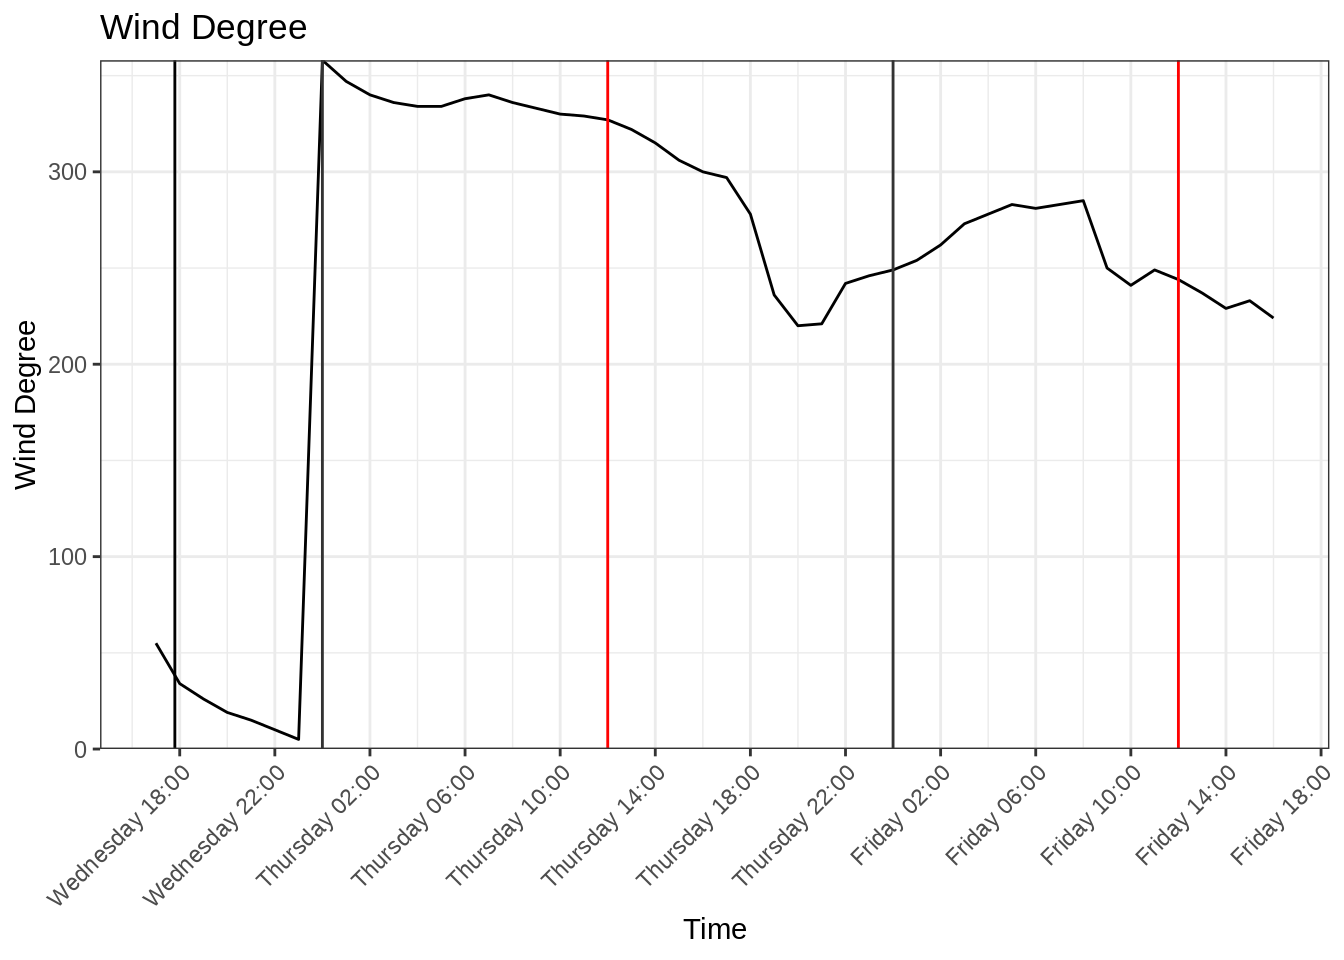 Wind Degree
Wind Degree
300
200
100
0
Wednesday 18:00
Wednesday 22:00
Thursday 02:00
Thursday 06:00
Thursday 10:00
Thursday 14:00
Thursday 18:00
Thursday 22:00
Friday 02:00
Friday 06:00
Friday 10:00
Friday 14:00
Friday 18:00
Time